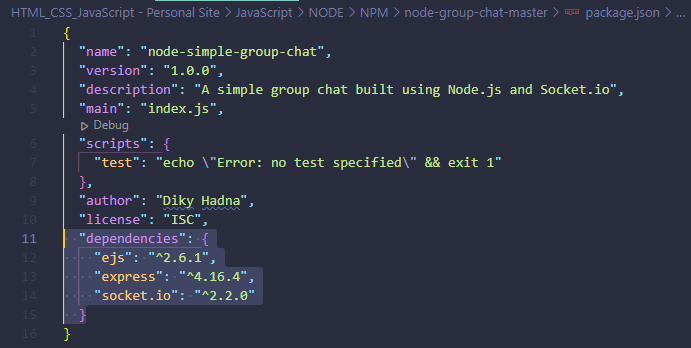 HTML_CSS_JavaScript - Personal Site > JavaScript > NODE > NPM > node-group-chat-master > package.json > ...
1 {
2 "name": "node-simple-group-chat",
3 "version": "1.0.0",
4 "description": "A simple group chat built using Node.js and Socket.io",
5 "main": "index.js",
Debug
6 "scripts": {
7 "test": "echo \"Error: no test specified\" && exit 1"
8 },
9 "author": "Diky Hadna",
10 "license": "ISC",
11 "dependencies": {
12 "ejs": "^2.6.1",
13 "express": "^4.16.4",
14 "socket.io": "^2.2.0"
15 }
16 }